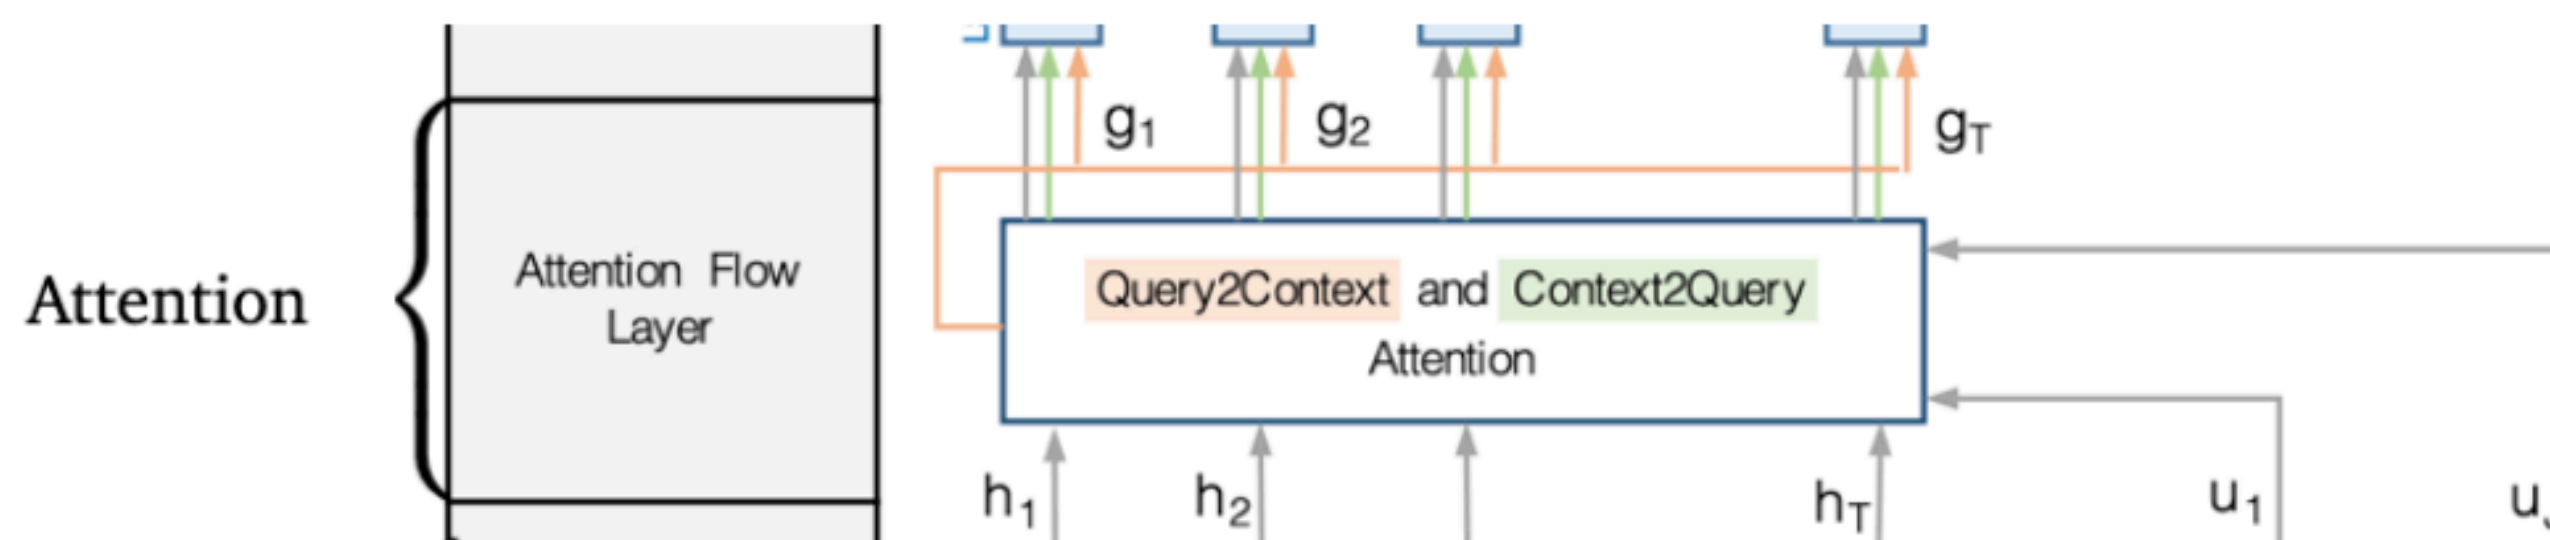 g1
g2
gT
Attention
Attention Flow
Layer
Query2Context and Context2Query
Attention
h1
h2
hT
u1
u